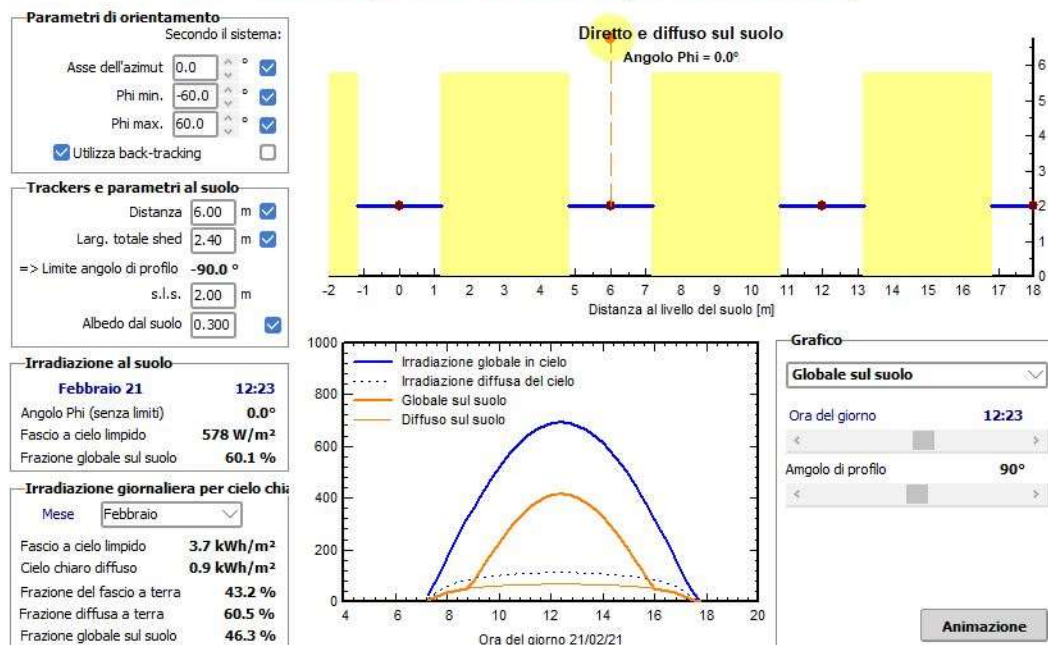 Parametri di orientamento
Secondo il sistema:
Asse dell'azimut 0.0 °
Phi min. -60.0 °
Phi max. 60.0 °
Utilizza back-tracking
Trackers e parametri al suolo
Distanza 6.00 m
Larg. totale shed 2.40 m
=> Limite angolo di profilo -90.0 °
s.l.s. 2.00 m
Albedo dal suolo 0.300
Irradiazione al suolo
Febbraio 21 12:23
Angolo Phi (senza limiti) 0.0°
Fascio a cielo limpido 578 W/m²
Frazione globale sul suolo 60.1 %
Irradiazione giornaliera per cielo chia
Mese Febbraio
Fascio a cielo limpido 3.7 kWh/m²
Cielo chiaro diffuso 0.9 kWh/m²
Frazione del fascio a terra 43.2 %
Frazione diffusa a terra 60.5 %
Frazione globale sul suolo 46.3 %
Diretto e diffuso sul suolo
Angolo Phi = 0.0°
6
5
4
3
2
1
0
-2 -1 0 1 2 3 4 5 6 7 8 9 10 11 12 13 14 15 16 17 18
Distanza al livello del suolo [m]
1000
800
600
400
200
0
Irradiazione globale in cielo
Irradiazione diffusa del cielo
Globale sul suolo
Diffuso sul suolo
4 6 8 10 12 14 16 18 20
Ora del giorno 21/02/21
Grafico
Globale sul suolo
Ora del giorno 12:23
Amgolo di profilo 90°
Animazione